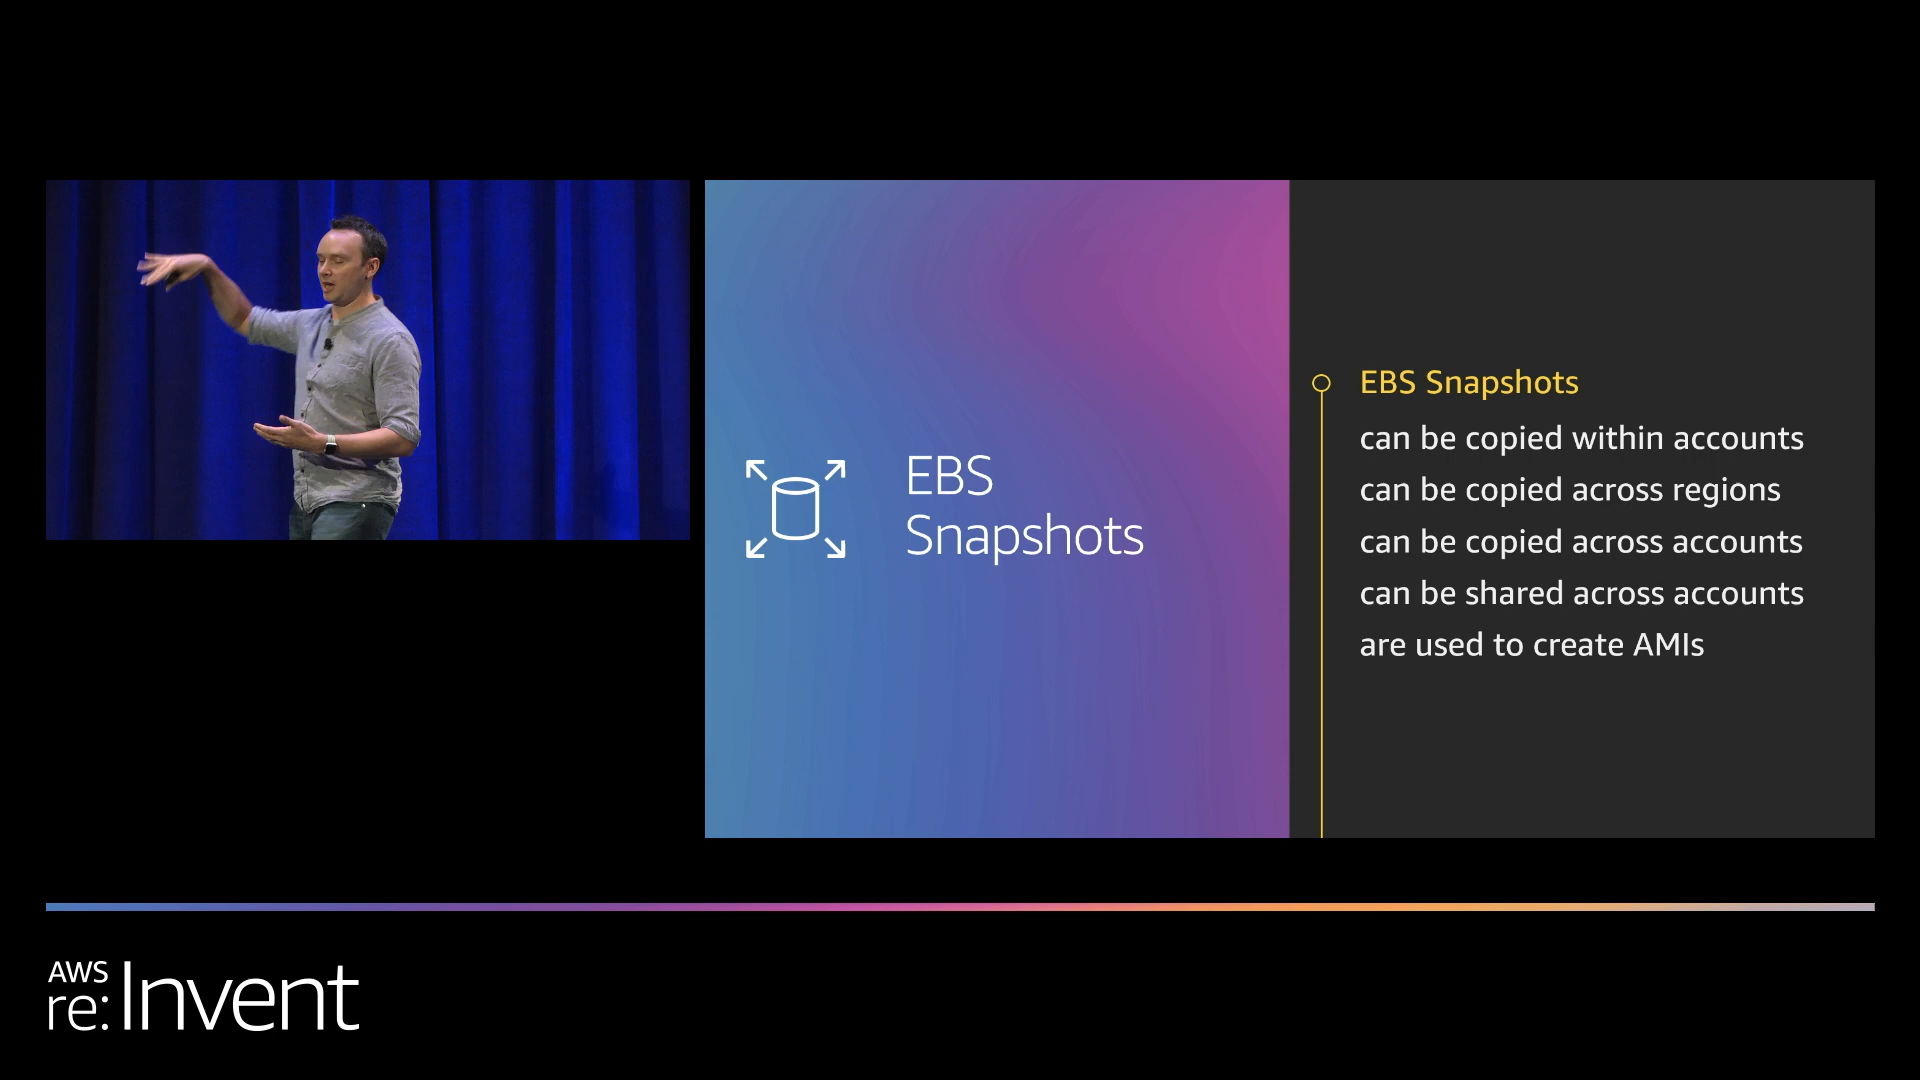 EBS
Snapshots
EBS Snapshots
can be copied within accounts
can be copied across regions
can be copied across accounts
can be shared across accounts
are used to create AMIs
AWS
re:Invent